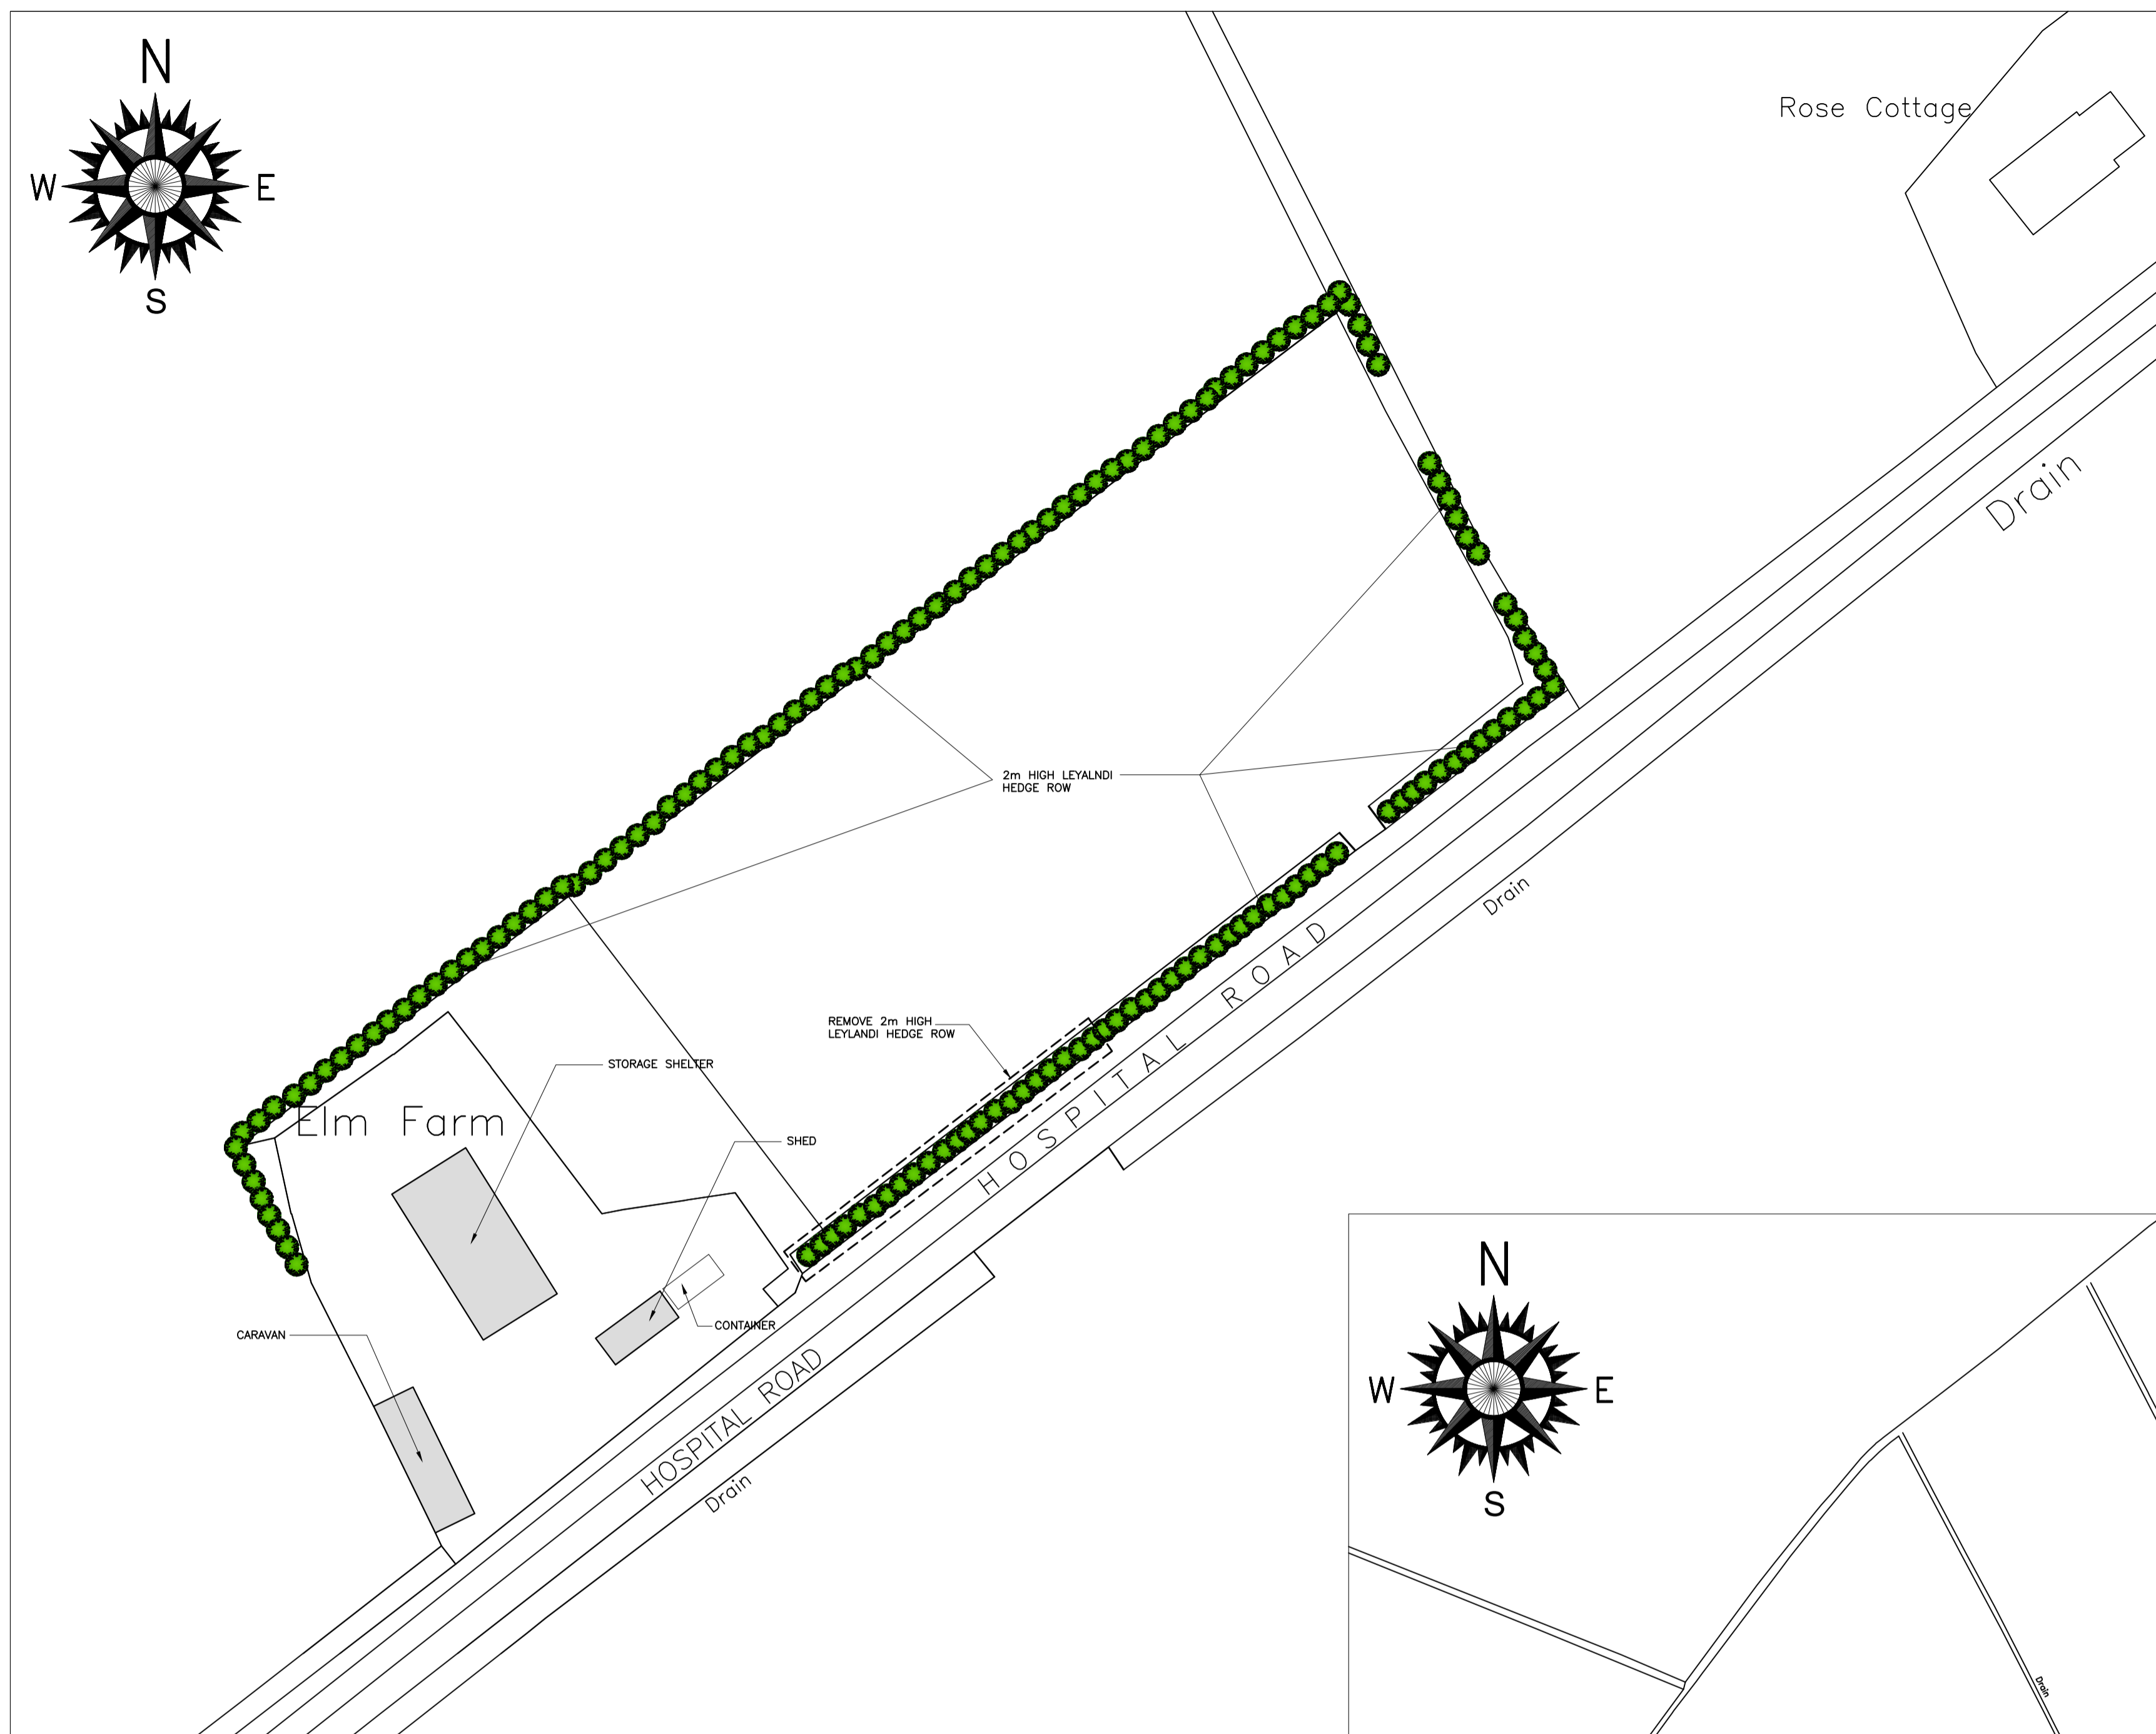 N
W
E
S
Rose Cottage
Drain
2m HIGH LEYALNDI
HEDGE ROW
Drain
HOSPITAL ROAD
REMOVE 2m HIGH
LEYLANDI HEDGE ROW
STORAGE SHELTER
Elm Farm
SHED
CONTAINER
CARAVAN
HOSPITAL ROAD
Drain
N
W
E
S
Drain